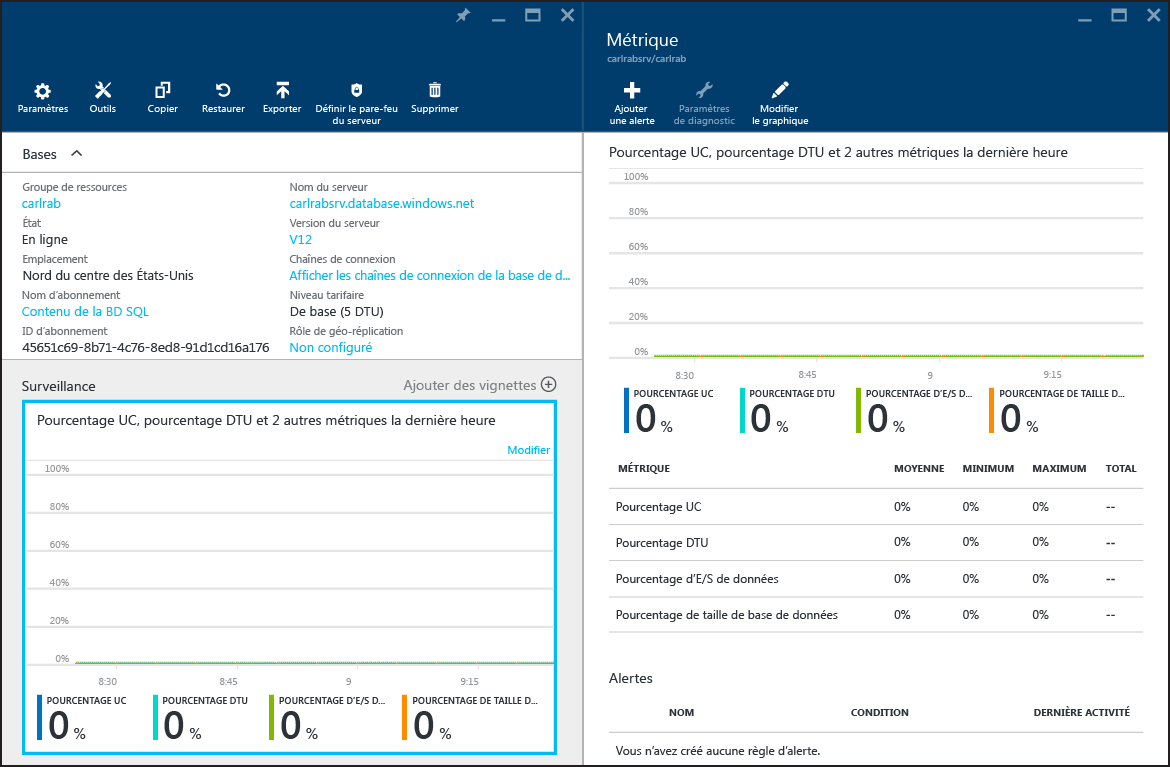 Paramètres
Outils
Copier
Restaurer
Exporter
Définir le pare-feu
du serveur
Supprimer
Bases
Groupe de ressources
carlrab
État
En ligne
Emplacement
Nord du centre des États-Unis
Nom d'abonnement
Contenu de la BD SQL
ID d'abonnement
45651c69-8b71-4c76-8ed8-91d1cd16a176
Nom du serveur
carlrabsrv.database.windows.net
Version du serveur
V12
Chaînes de connexion
Afficher les chaînes de connexion de la base de d...
Niveau tarifaire
De base (5 DTU)
Rôle de géo-réplication
Non configuré
Surveillance
Ajouter des vignettes
Pourcentage UC, pourcentage DTU et 2 autres métriques la dernière heure
Modifier
100%
80%
60%
40%
20%
0%
8:30 8:45 9 9:15
POURCENTAGE UC
0 %
POURCENTAGE DTU
0 %
POURCENTAGE D'E/S D...
0 %
POURCENTAGE DE TAILLE D...
0 %
Métrique
carlrabsrv/carlrab
Ajouter
une alerte
Paramètres
de diagnostic
Modifier
le graphique
Pourcentage UC, pourcentage DTU et 2 autres métriques la dernière heure
100%
80%
60%
40%
20%
0%
8:30 8:45 9 9:15
POURCENTAGE UC
0 %
POURCENTAGE DTU
0 %
POURCENTAGE D'E/S D...
0 %
POURCENTAGE DE TAILLE D...
0 %
MÉTRIQUE MOYENNE MINIMUM MAXIMUM TOTAL
Pourcentage UC 0% 0% 0% --
Pourcentage DTU 0% 0% 0% --
Pourcentage d'E/S de données 0% 0% 0% --
Pourcentage de taille de base de données 0% 0% 0% --
Alertes
NOM CONDITION DERNIÈRE ACTIVITÉ
Vous n'avez créé aucune règle d'alerte.